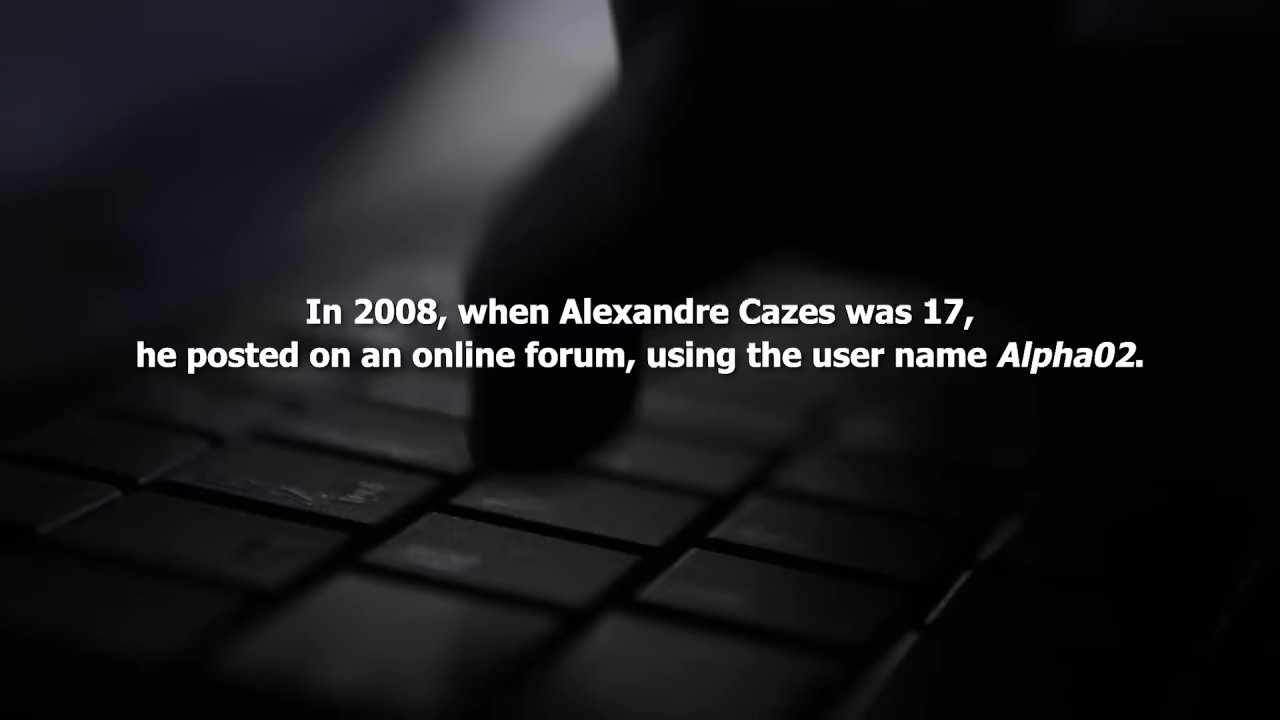 In 2008, when Alexandre Cazes was 17,
he posted on an online forum, using the user name Alpha02.